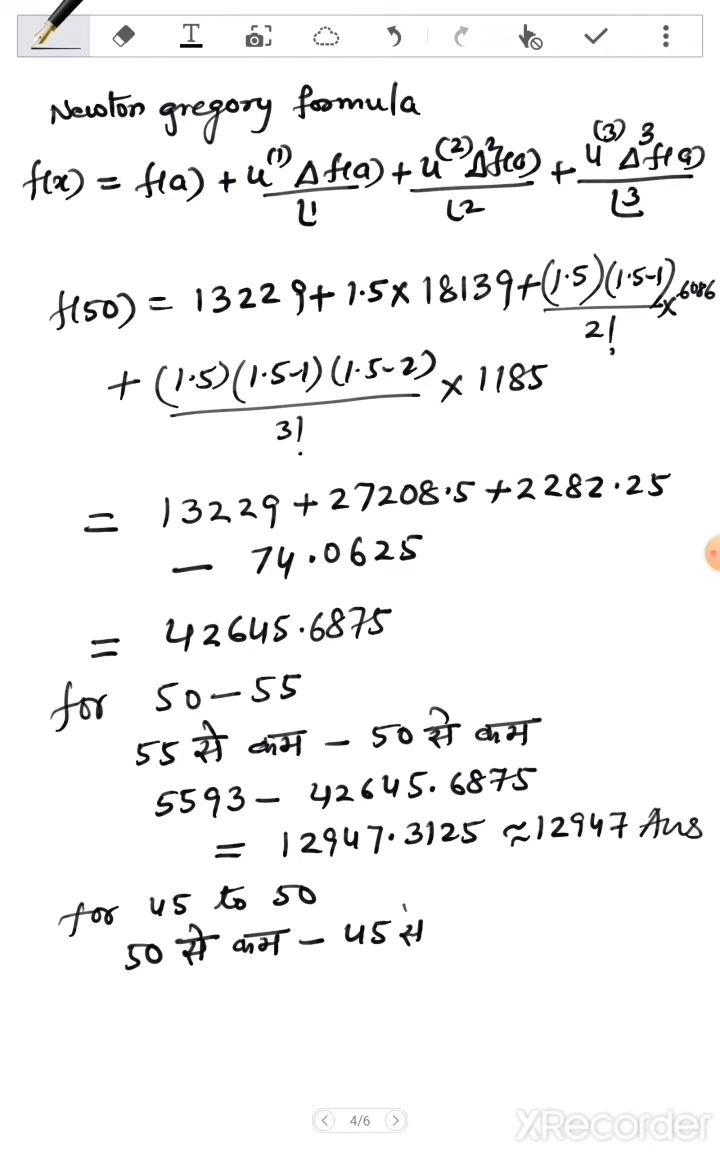 T
Newton gregory formula
f(x) = f(a) + u⁽¹⁾ Δf(a)/⌊1 + u⁽²⁾ Δ²f(a)/⌊2 + u⁽³⁾ Δ³f(a)/⌊3
f(50) = 13229 + 1.5 × 18139 + (1.5)(1.5-1)/2! × 6086
+ (1.5)(1.5-1)(1.5-2)/3! × 1185
= 13229 + 27208.5 + 2282.25
– 74.0625
= 42645.6875
for 50 – 55
55 से कम – 50 से कम
5593 – 42645.6875
= 12947.3125 ≈ 12947 Ans
for 45 to 50
50 से कम – 45 स
4/6
XRecorder